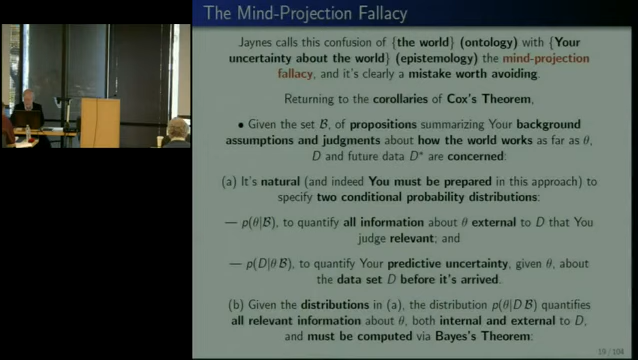 The Mind-Projection Fallacy
Jaynes calls this confusion of {the world} (ontology) with {Your
uncertainty about the world} (epistemology) the mind-projection
fallacy, and it's clearly a mistake worth avoiding.
Returning to the corollaries of Cox's Theorem,
• Given the set B, of propositions summarizing Your background
assumptions and judgments about how the world works as far as θ,
D and future data D* are concerned:
(a) It's natural (and indeed You must be prepared in this approach) to
specify two conditional probability distributions:
— p(θ|B), to quantify all information about θ external to D that You
judge relevant; and
— p(D|θ B), to quantify Your predictive uncertainty, given θ, about
the data set D before it's arrived.
(b) Given the distributions in (a), the distribution p(θ|D B) quantifies
all relevant information about θ, both internal and external to D,
and must be computed via Bayes's Theorem:
19 / 104